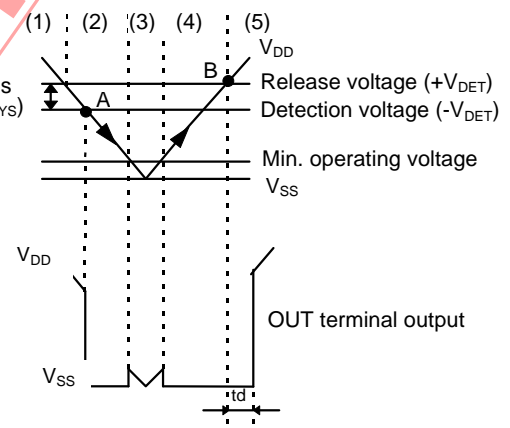 (1) (2) (3) (4) (5)
VDD
B
A
Release voltage (+VDET)
Detection voltage (-VDET)
Min. operating voltage
VSS
VDD
OUT terminal output
VSS
td